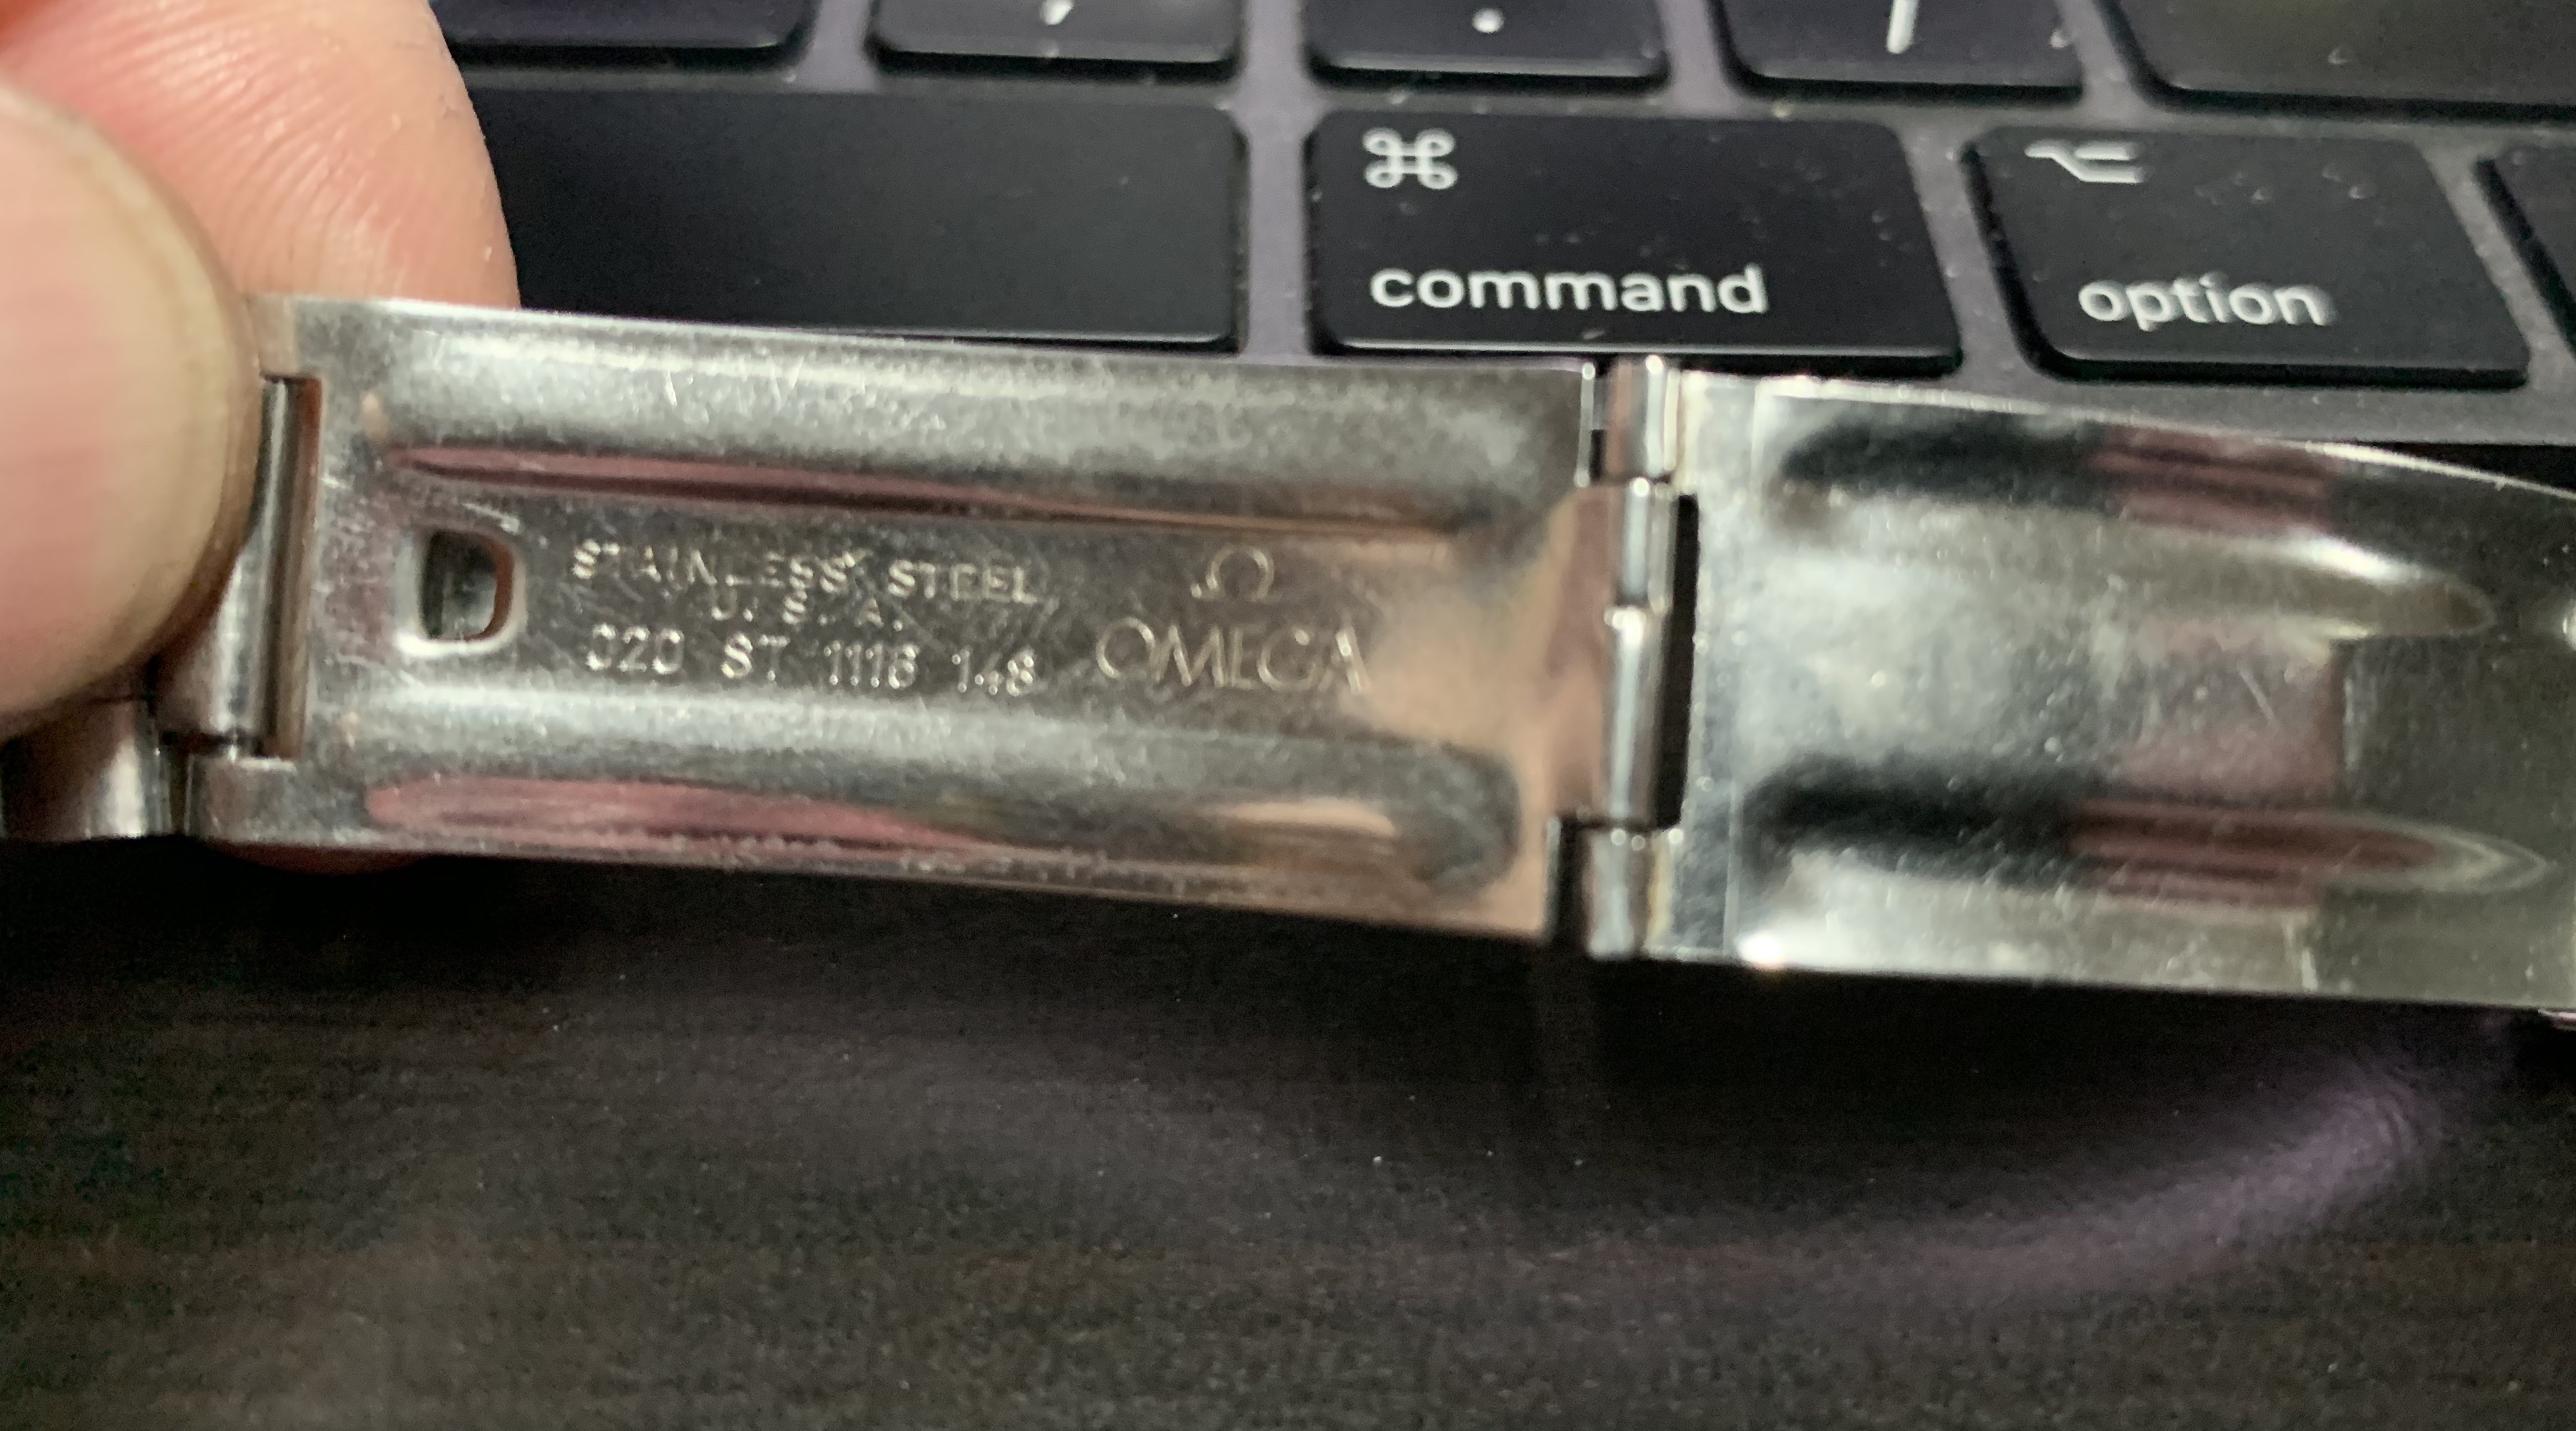 ,
.
/
⌘
command
⌥
option
STAINLESS STEEL
U. S. A.
020 ST 1116 148
Ω
OMEGA